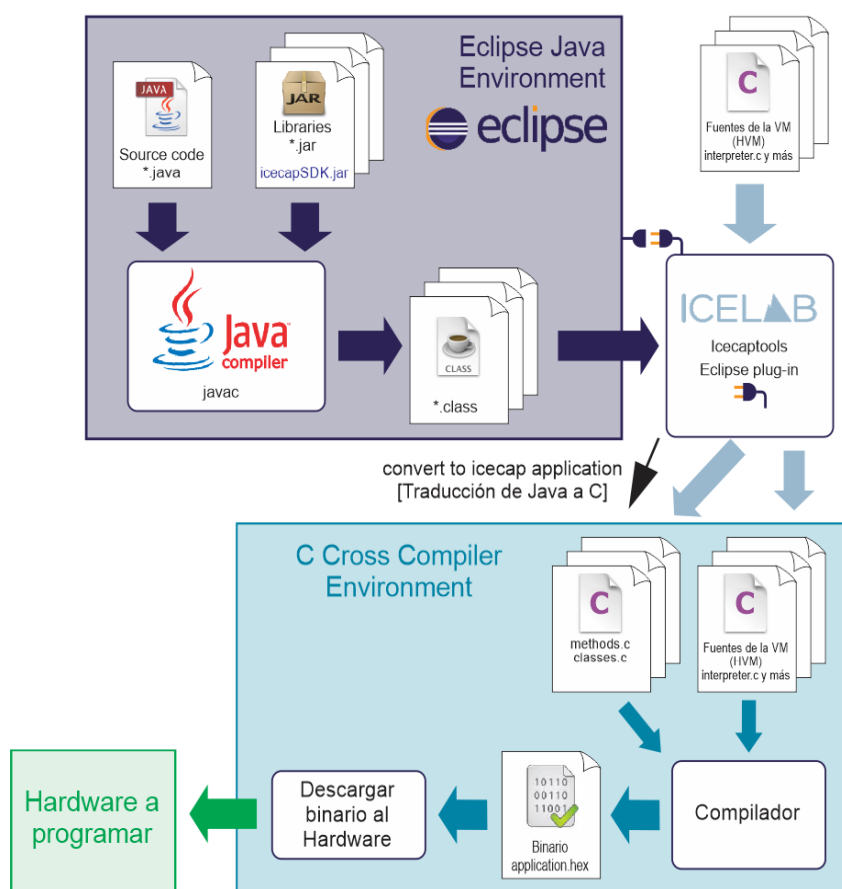 Eclipse Java
Environment
eclipse
JAVA
Source code
*.java
JAR
Libraries
*.jar
icecapSDK.jar
C
Fuentes de la VM
(HVM)
interpreter.c y más
Java
compiler
javac
CLASS
*.class
ICELAB
Icecaptools
Eclipse plug-in
convert to icecap application
[Traducción de Java a C]
C Cross Compiler
Environment
C
methods.c
classes.c
C
Fuentes de la VM
(HVM)
interpreter.c y más
Hardware a
programar
Descargar
binario al
Hardware
10110
00110
11001
Binario
application.hex
Compilador